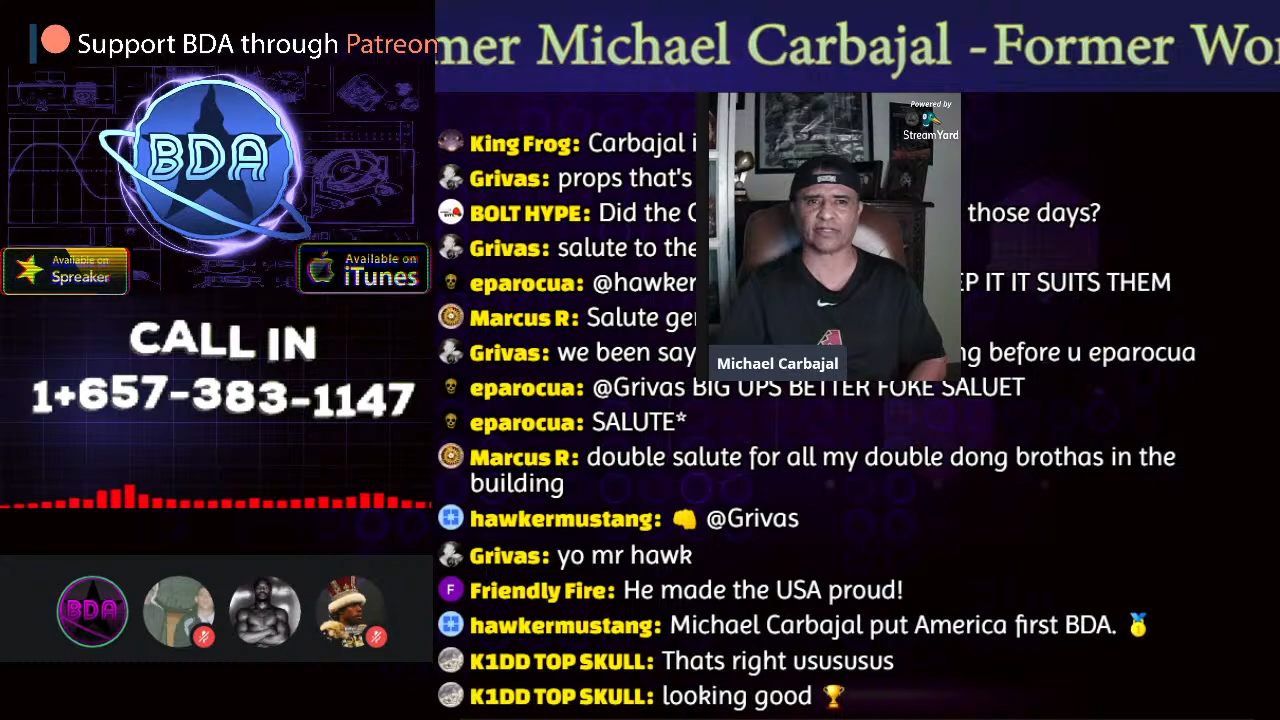 Support BDA through Patreon
mer Michael Carbajal -Former Wor
BDA
Available on
Spreaker
Available on
iTunes
CALL IN
1+657-383-1147
BDA
Powered by
StreamYard
Michael Carbajal
King Frog: Carbajal i
Grivas: props that's
BOLT HYPE: Did the those days?
Grivas: salute to the
eparocua: @hawker EP IT IT SUITS THEM
Marcus R: Salute ge
Grivas: we been say ng before u eparocua
eparocua: @Grivas BIG UPS BETTER FOKE SALUET
eparocua: SALUTE*
Marcus R: double salute for all my double dong brothas in the
building
hawkermustang: 👊 @Grivas
Grivas: yo mr hawk
F Friendly Fire: He made the USA proud!
hawkermustang: Michael Carbajal put America first BDA. 🥇
K1DD TOP SKULL: Thats right usususus
K1DD TOP SKULL: looking good 🏆